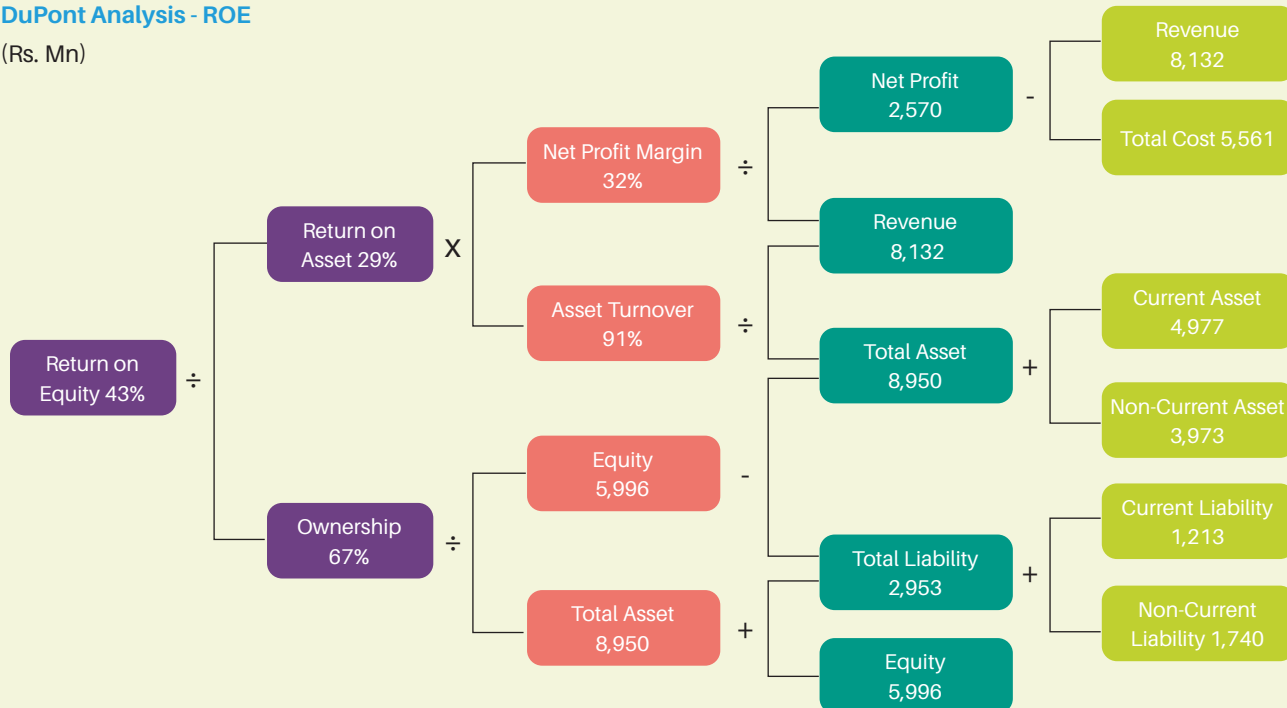 DuPont Analysis - ROE
(Rs. Mn)
Return on
Equity 43%
÷
Return on
Asset 29%
X
Ownership
67%
÷
Net Profit Margin
32%
÷
Asset Turnover
91%
÷
Equity
5,996
-
Total Asset
8,950
+
Net Profit
2,570
-
Revenue
8,132
Total Asset
8,950
+
Total Liability
2,953
+
Equity
5,996
Revenue
8,132
Total Cost 5,561
Current Asset
4,977
Non-Current Asset
3,973
Current Liability
1,213
Non-Current
Liability 1,740